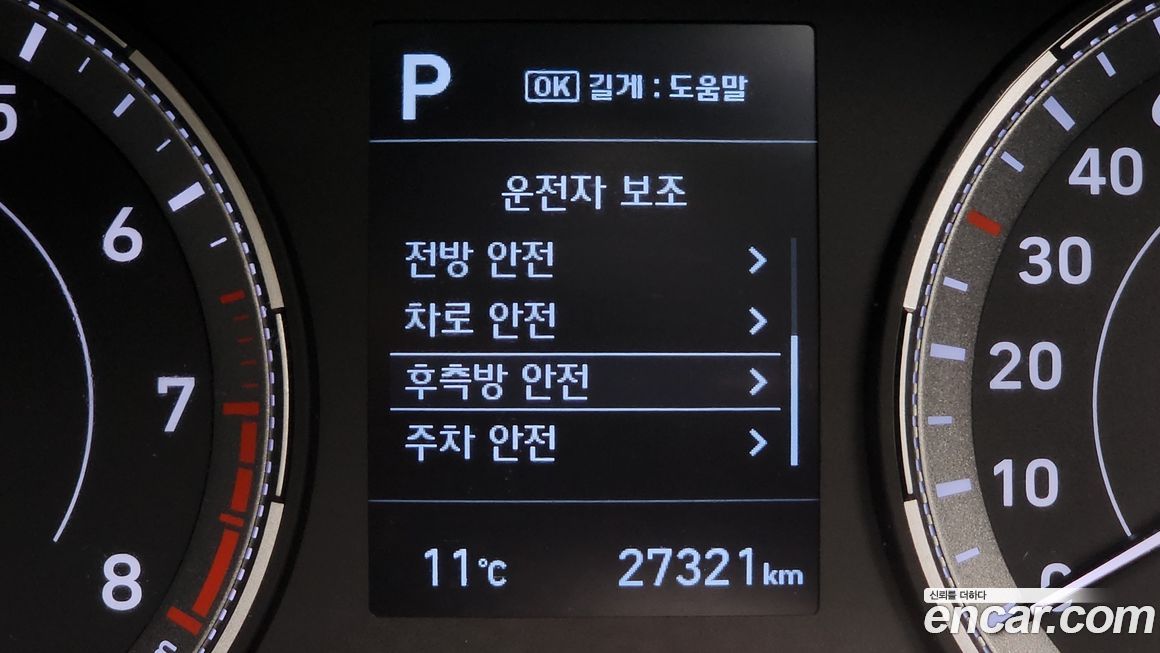 P
OK 길게 : 도움말
운전자 보조
전방 안전
차로 안전
후측방 안전
주차 안전
11℃ 27321km
5
6
7
8
40
30
20
10
신뢰를 더하다
encar.com